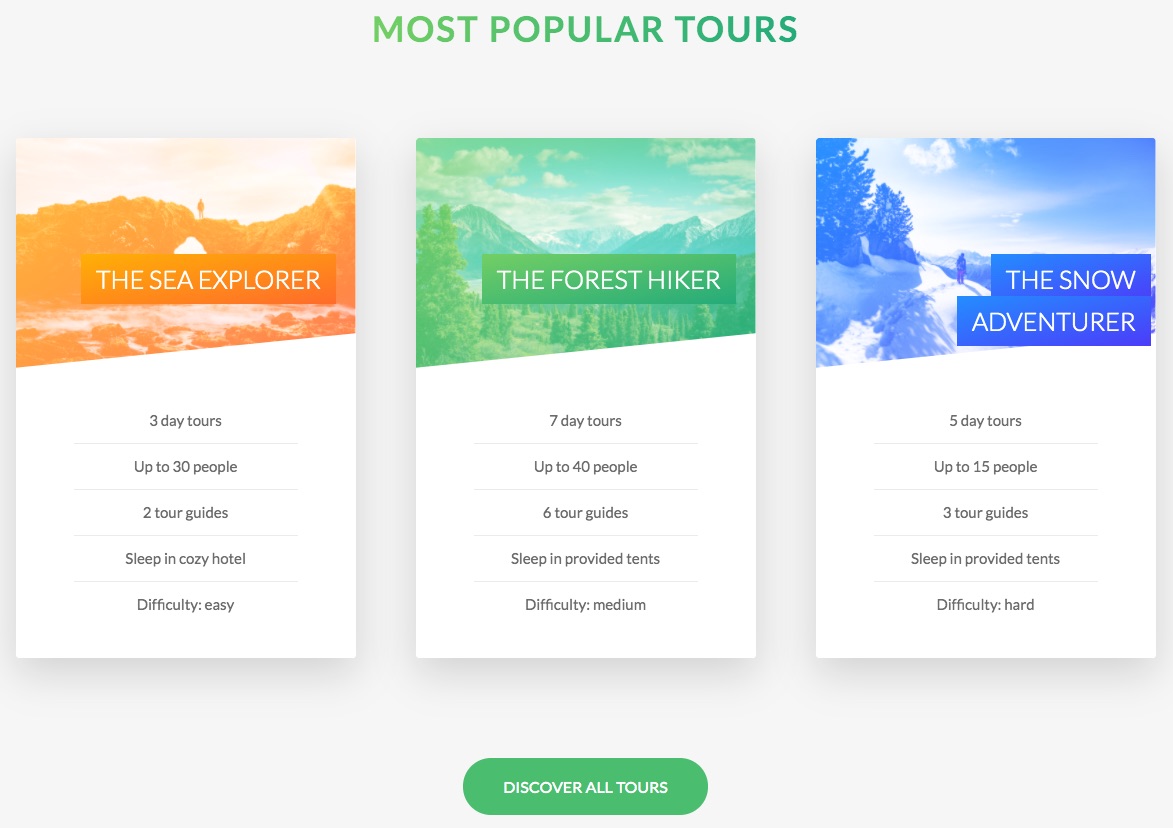 MOST POPULAR TOURS
THE SEA EXPLORER
3 day tours
Up to 30 people
2 tour guides
Sleep in cozy hotel
Difficulty: easy
THE FOREST HIKER
7 day tours
Up to 40 people
6 tour guides
Sleep in provided tents
Difficulty: medium
THE SNOW
ADVENTURER
5 day tours
Up to 15 people
3 tour guides
Sleep in provided tents
Difficulty: hard
DISCOVER ALL TOURS